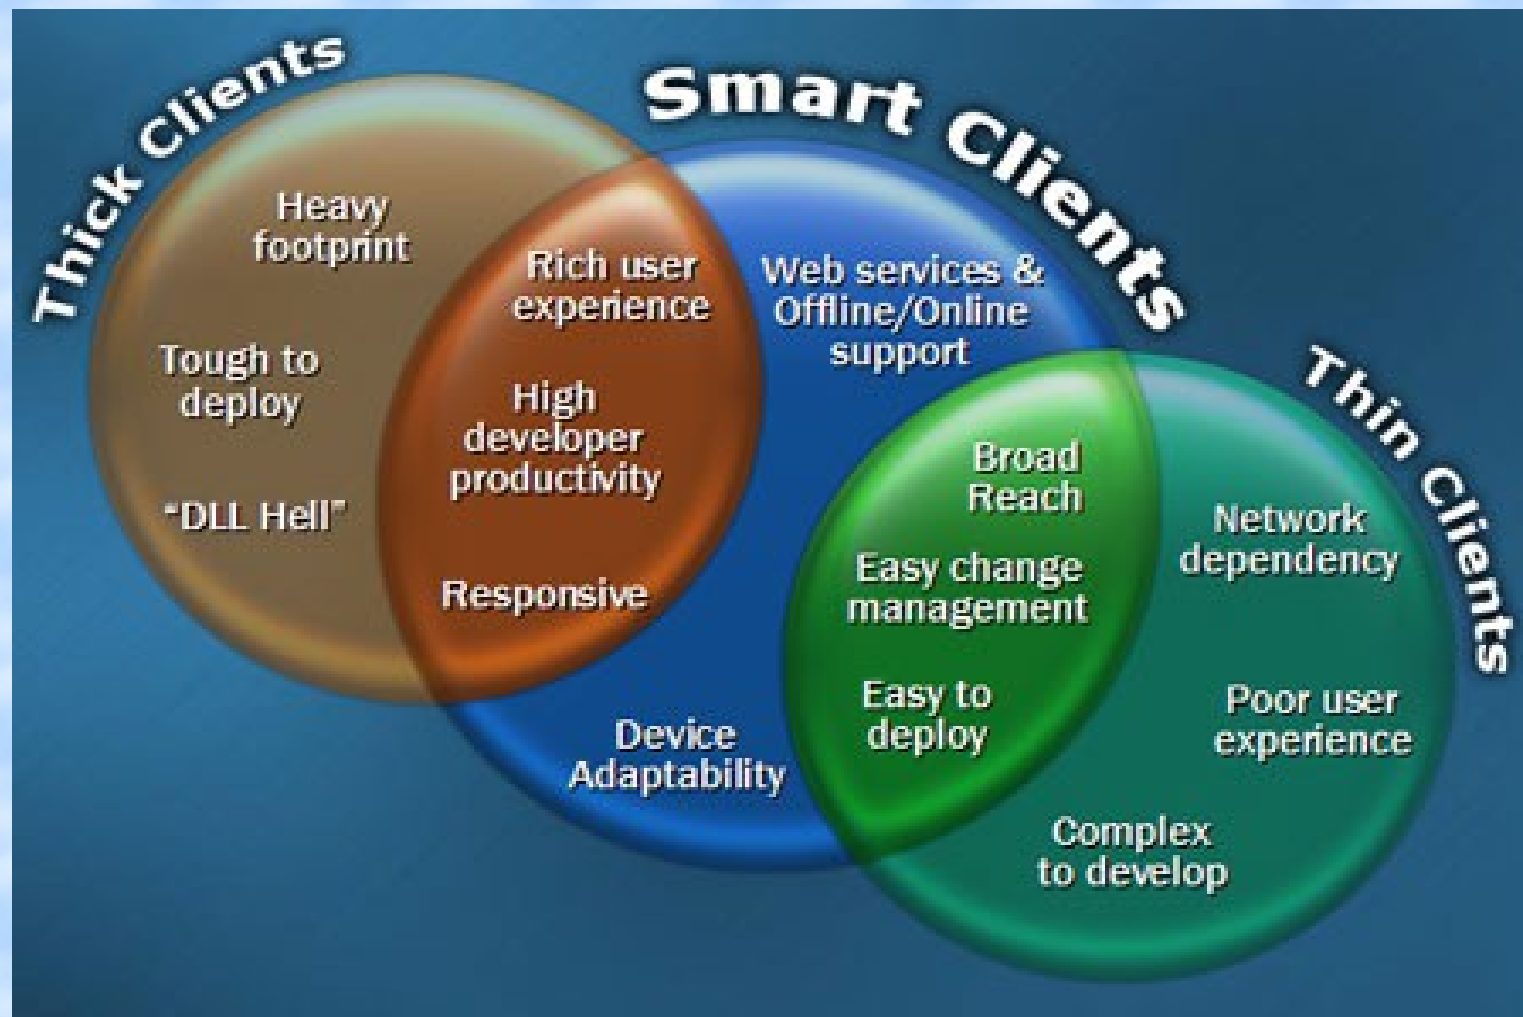 Thick Clients
Smart Clients
Thin Clients
Heavy
footprint
Tough to
deploy
“DLL Hell”
Rich user
experience
High
developer
productivity
Responsive
Web services &
Offline/Online
support
Device
Adaptability
Broad
Reach
Easy change
management
Easy to
deploy
Network
dependency
Poor user
experience
Complex
to develop